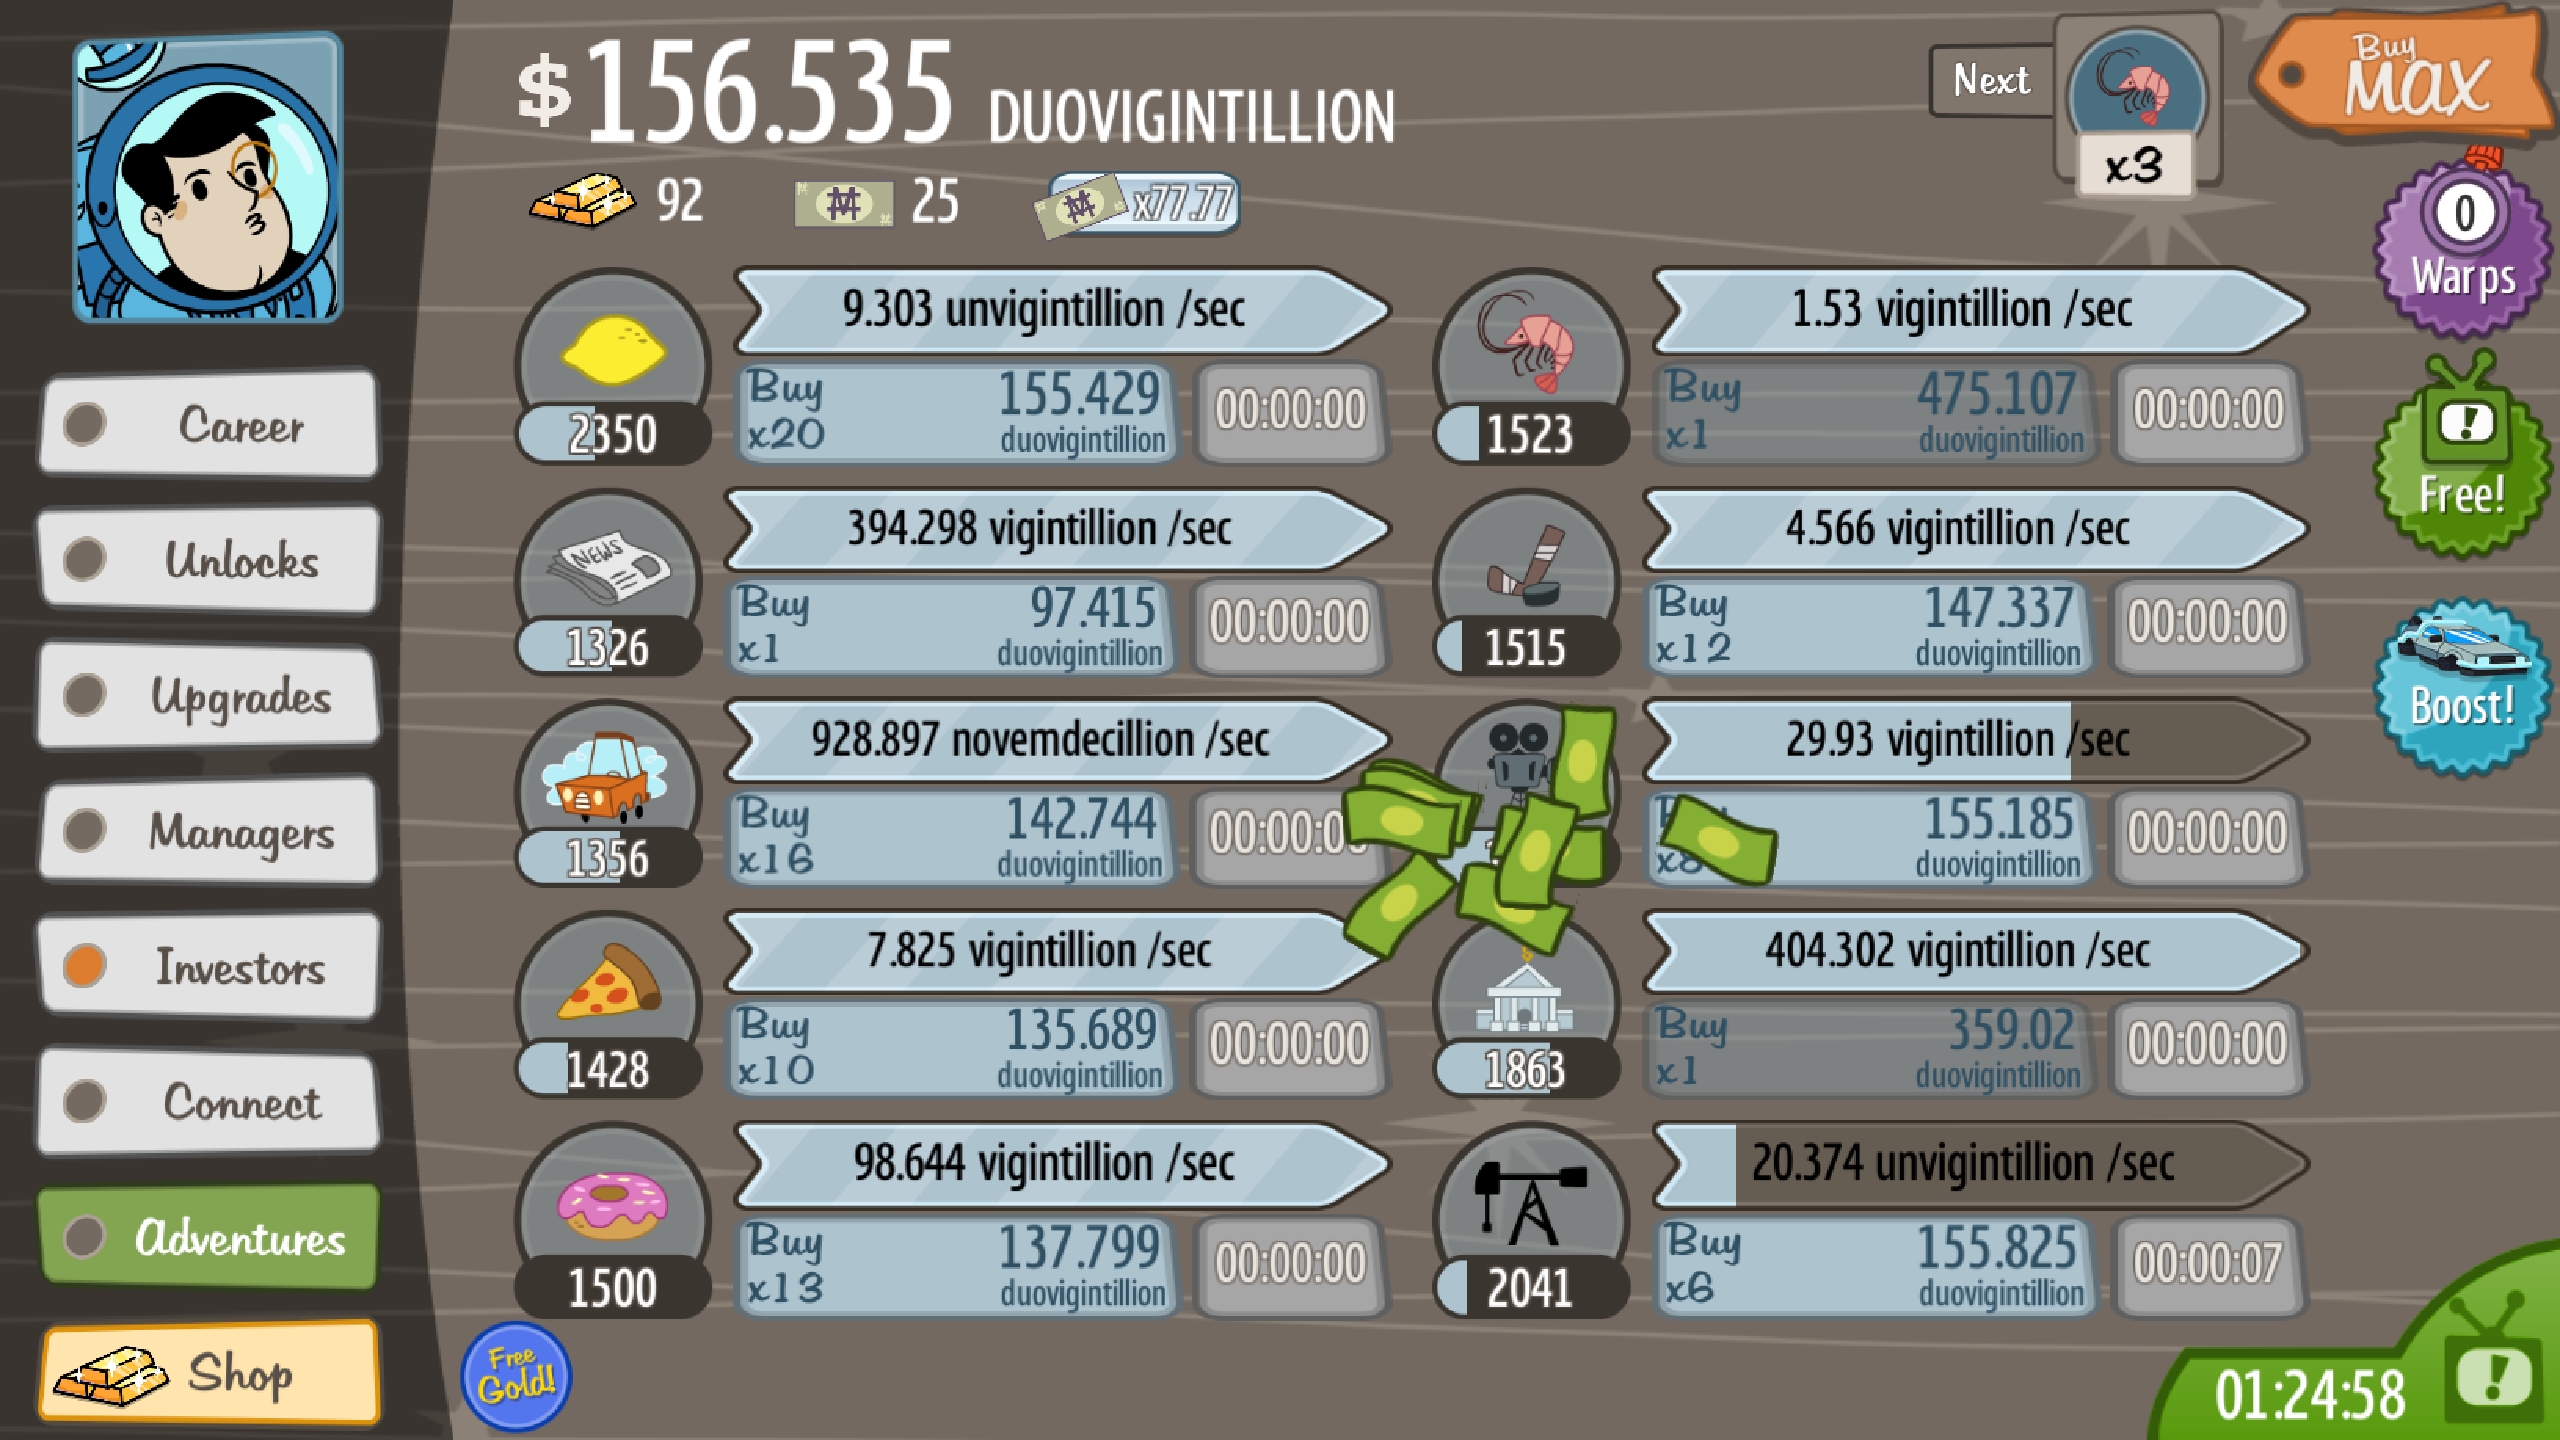 $156.535 DUOVIGINTILLION
92 25 x77.77
Next
x3
Buy
MAX
0
Warps
Free!
Boost!
Career
Unlocks
Upgrades
Managers
Investors
Connect
Adventures
Shop
9.303 unvigintillion /sec
2350
Buy x20
155.429 duovigintillion
00:00:00
1.53 vigintillion /sec
1523
Buy x1
475.107 duovigintillion
00:00:00
394.298 vigintillion /sec
NEWS
1326
Buy x1
97.415 duovigintillion
00:00:00
4.566 vigintillion /sec
1515
Buy x12
147.337 duovigintillion
00:00:00
928.897 novemdecillion /sec
1356
Buy x16
142.744 duovigintillion
29.93 vigintillion /sec
155.185 duovigintillion
00:00:00
7.825 vigintillion /sec
1428
Buy x10
135.689 duovigintillion
00:00:00
404.302 vigintillion /sec
1863
Buy x1
359.02 duovigintillion
00:00:00
98.644 vigintillion /sec
1500
Buy x13
137.799 duovigintillion
00:00:00
20.374 unvigintillion /sec
2041
Buy x6
155.825 duovigintillion
00:00:07
Free
Gold!
01:24:58